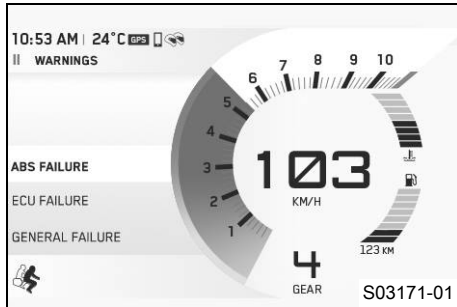 10:53 AM | 24°C GPS
WARNINGS
ABS FAILURE
ECU FAILURE
GENERAL FAILURE
1
2
3
4
5
6
7
8
9
10
103
KM/H
123 KM
4
GEAR
S03171-01